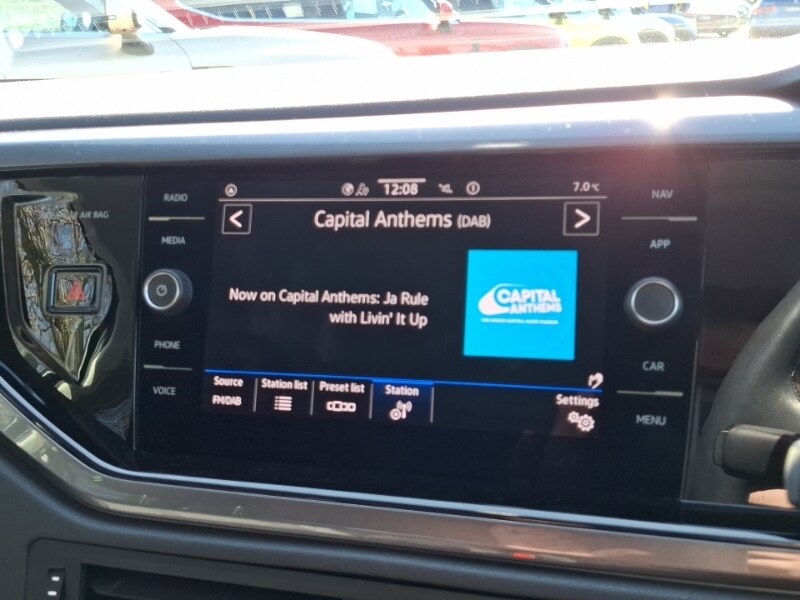 12:08
7.0°C
RADIO
NAV
AIR BAG
Capital Anthems (DAB)
MEDIA
APP
CAPITAL
ANTHEMS
Now on Capital Anthems: Ja Rule
with Livin' It Up
PHONE
CAR
Source
Station list
Preset list
Station
VOICE
FM/DAB
Settings
MENU